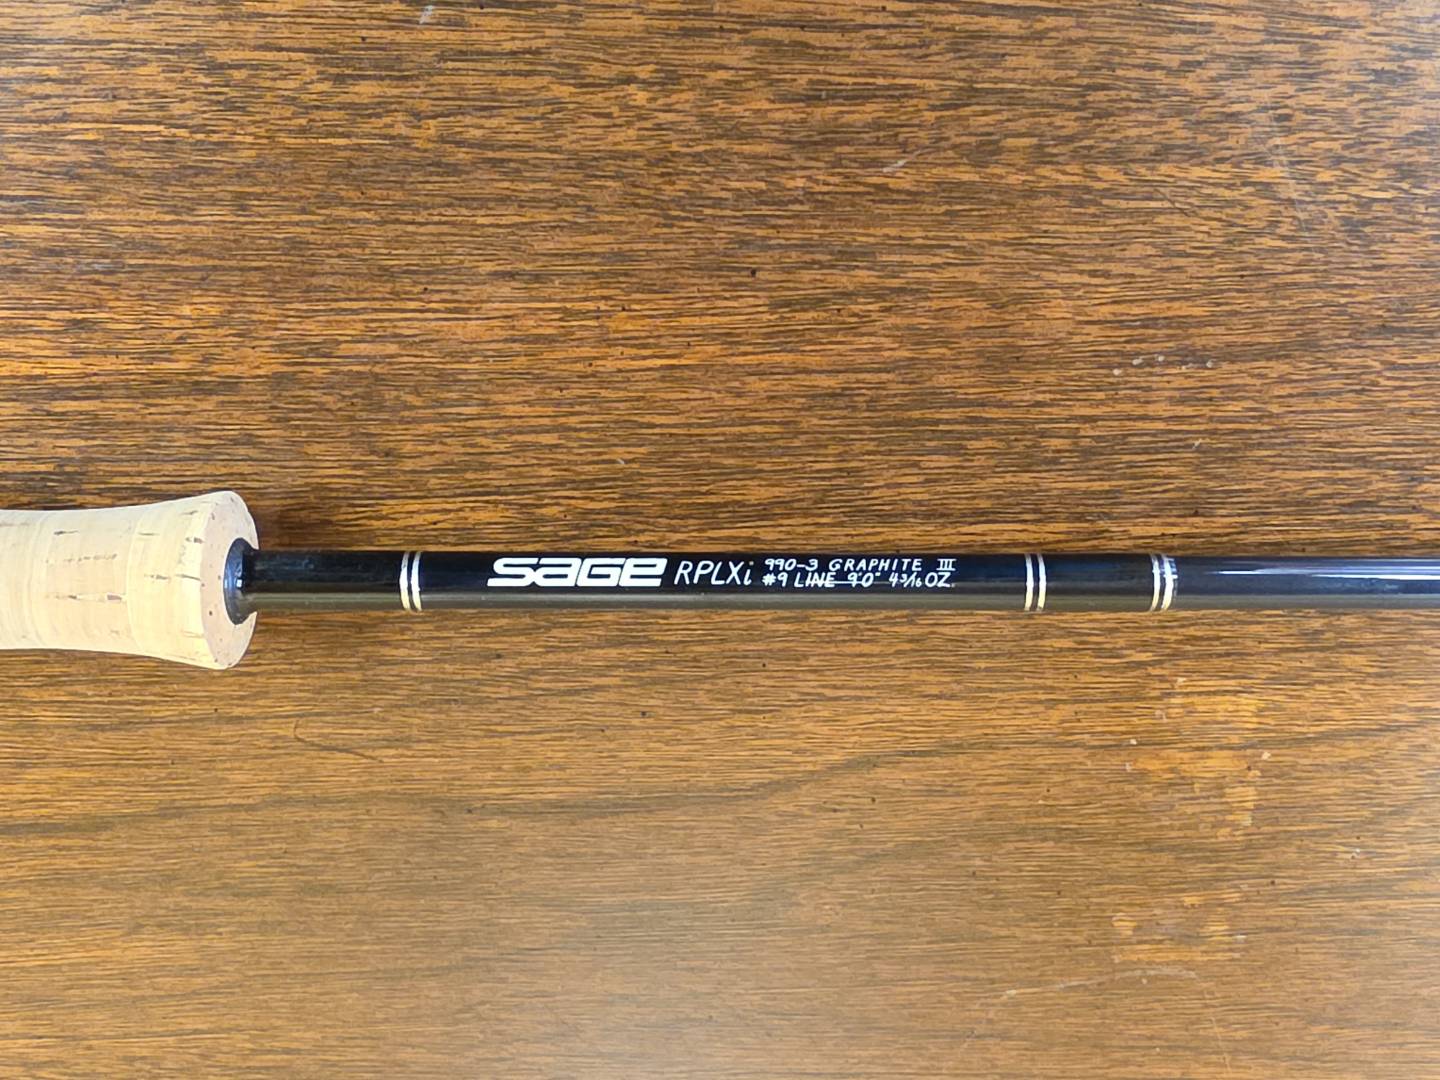 SAGE RPLXi 990-3 GRAPHITE III
#9 LINE 9'0" 4 3/16 OZ.